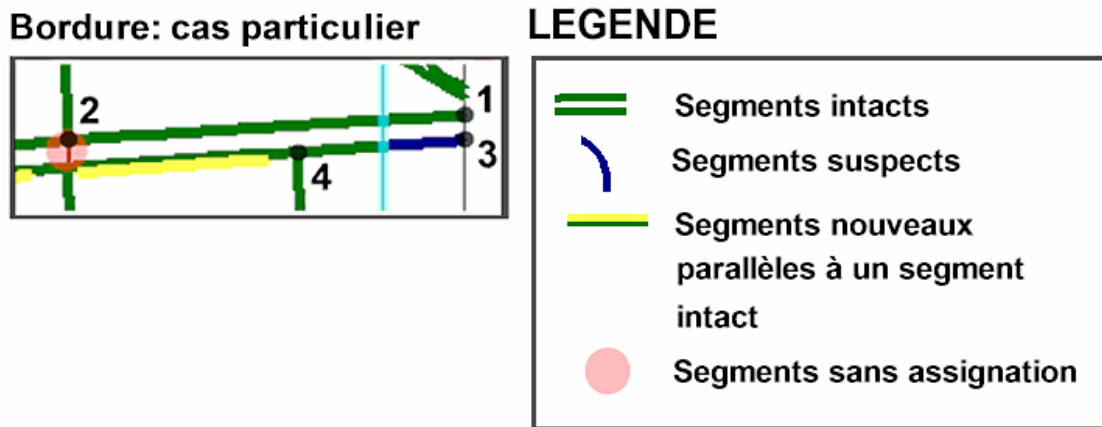 Bordure: cas particulier
LEGENDE
2
1
3
4
Segments intacts
Segments suspects
Segments nouveaux
parallèles à un segment
intact
Segments sans assignation